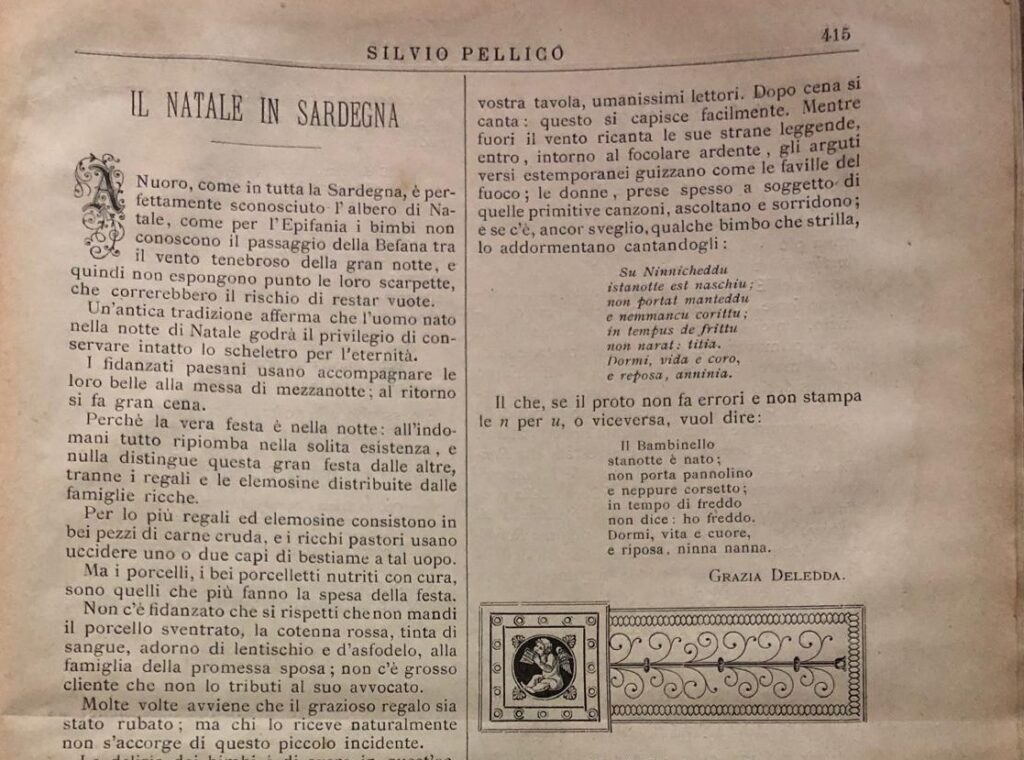 SILVIO PELLICO
415
IL NATALE IN SARDEGNA
A Nuoro, come in tutta la Sardegna, è per-
fettamente sconosciuto l'albero di Na-
tale, come per l'Epifania i bimbi non
conoscono il passaggio della Befana tra
il vento tenebroso della gran notte, e
quindi non espongono punto le loro scarpette,
che correrebbero il rischio di restar vuote.
Un'antica tradizione afferma che l'uomo nato
nella notte di Natale godrà il privilegio di con-
servare intatto lo scheletro per l'eternità.
I fidanzati paesani usano accompagnare le
loro belle alla messa di mezzanotte; al ritorno
si fa gran cena.
Perchè la vera festa è nella notte: all'indo-
mani tutto ripiomba nella solita esistenza, e
nulla distingue questa gran festa dalle altre,
tranne i regali e le elemosine distribuite dalle
famiglie ricche.
Per lo più regali ed elemosine consistono in
bei pezzi di carne cruda, e i ricchi pastori usano
uccidere uno o due capi di bestiame a tal uopo.
Ma i porcelli, i bei porcelletti nutriti con cura,
sono quelli che più fanno la spesa della festa.
Non c'è fidanzato che si rispetti che non mandi
il porcello sventrato, la cotenna rossa, tinta di
sangue, adorno di lentischio e d'asfodelo, alla
famiglia della promessa sposa; non c'è grosso
cliente che non lo tributi al suo avvocato.
Molte volte avviene che il grazioso regalo sia
stato rubato; ma chi lo riceve naturalmente
non s'accorge di questo piccolo incidente.
vostra tavola, umanissimi lettori. Dopo cena si
canta: questo si capisce facilmente. Mentre
fuori il vento ricanta le sue strane leggende,
entro, intorno al focolare ardente, gli arguti
versi estemporanei guizzano come le faville del
fuoco; le donne, prese spesso a soggetto di
quelle primitive canzoni, ascoltano e sorridono;
e se c'è, ancor sveglio, qualche bimbo che strilla,
lo addormentano cantandogli:
Su Ninnicheddu
istanotte est naschiu;
non portat manteddu
e nemmancu corittu;
in tempus de frittu
non narat: titia.
Dormi, vida e coro,
e reposa, anninia.
Il che, se il proto non fa errori e non stampa
le n per u, o viceversa, vuol dire:
Il Bambinello
stanotte è nato;
non porta pannolino
e neppure corsetto;
in tempo di freddo
non dice: ho freddo.
Dormi, vita e cuore,
e riposa, ninna nanna.
GRAZIA DELEDDA.